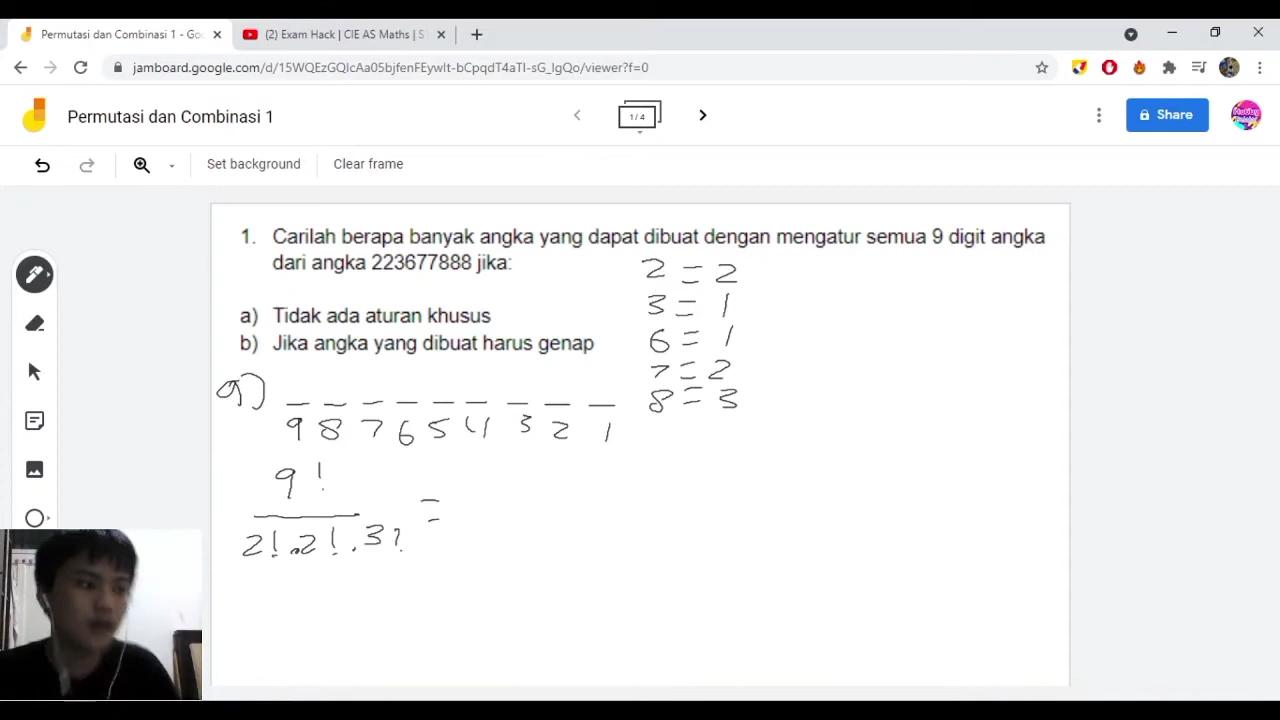 Permutasi dan Combinasi 1 - Goo
(2) Exam Hack | CIE AS Maths | S1
jamboard.google.com/d/15WQEzGQIcAa05bjfenFEywIt-bCpqdT4aTI-sG_IgQo/viewer?f=0
Permutasi dan Combinasi 1
1/4
Share
Set background
Clear frame
1. Carilah berapa banyak angka yang dapat dibuat dengan mengatur semua 9 digit angka
dari angka 223677888 jika:
2 = 2
3 = 1
a) Tidak ada aturan khusus
6 = 1
b) Jika angka yang dibuat harus genap
7 = 2
8 = 3
a) _ _ _ _ _ _ _ _ _
9 8 7 6 5 4 3 2 1
9!
2!.2!.3! =